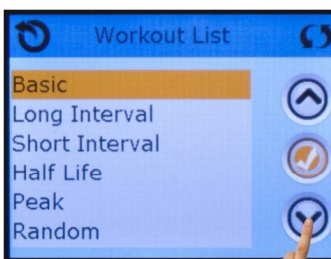 Workout List
Basic
Long Interval
Short Interval
Half Life
Peak
Random